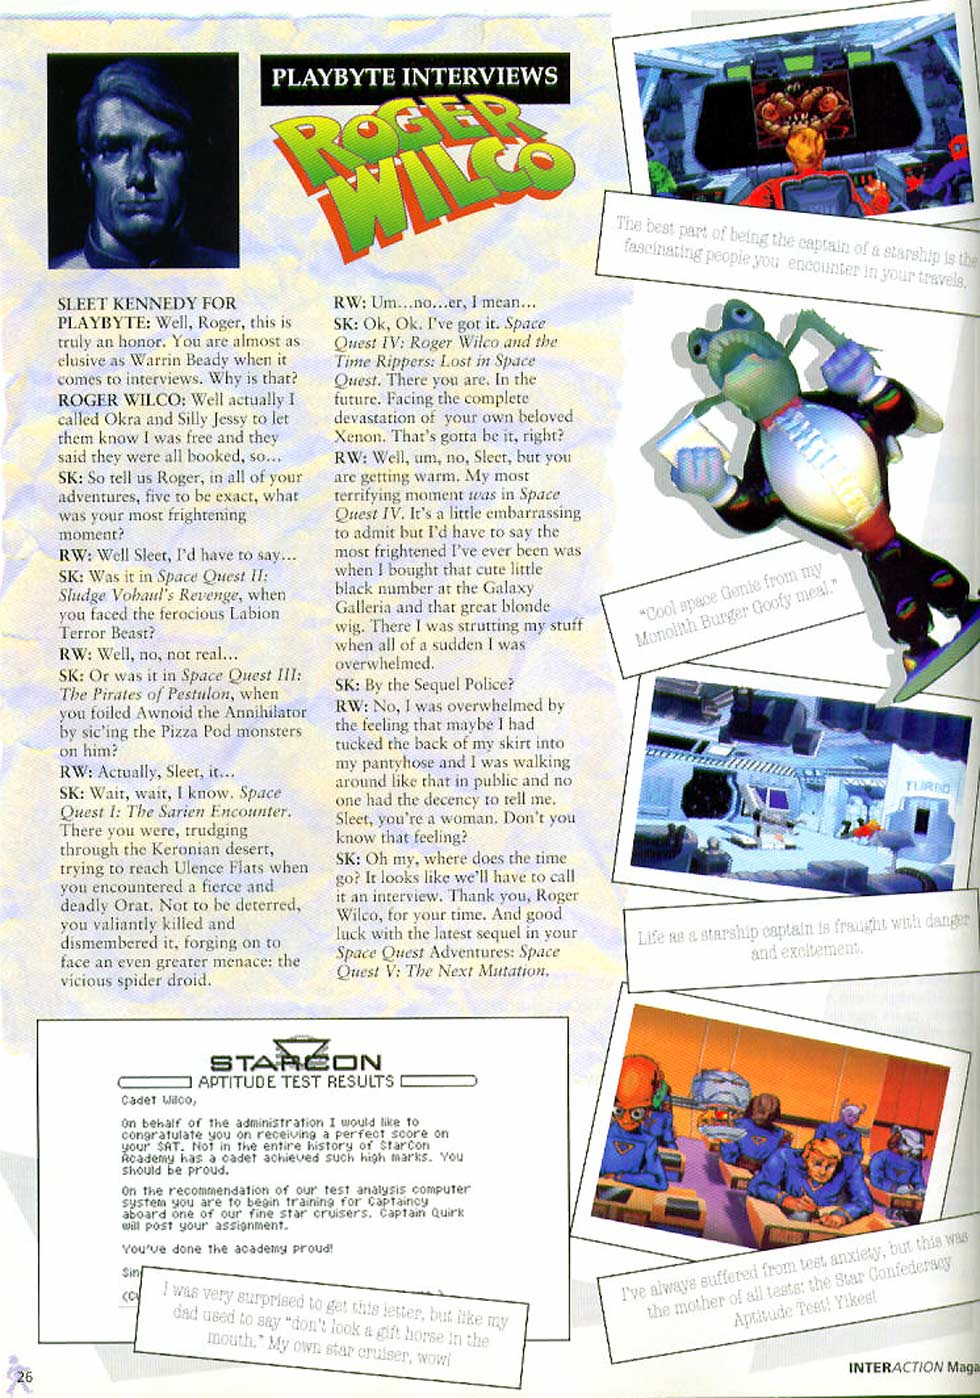 PLAYBYTE INTERVIEWS
ROGER
WILCO
SLEET KENNEDY FOR
PLAYBYTE: Well, Roger, this is
truly an honor. You are almost as
elusive as Warrin Beady when it
comes to interviews. Why is that?
ROGER WILCO: Well actually I
called Okra and Silly Jessy to let
them know I was free and they
said they were all booked, so...
SK: So tell us Roger, in all of your
adventures, five to be exact, what
was your most frightening
moment?
RW: Well Sleet, I'd have to say...
SK: Was it in Space Quest II:
Sludge Vohaul's Revenge, when
you faced the ferocious Labion
Terror Beast?
RW: Well, no, not real...
SK: Or was it in Space Quest III:
The Pirates of Pestulon, when
you foiled Awnoid the Annihilator
by sic'ing the Pizza Pod monsters
on him?
RW: Actually, Sleet, it...
SK: Wait, wait, I know. Space
Quest I: The Sarien Encounter.
There you were, trudging
through the Keronian desert,
trying to reach Ulence Flats when
you encountered a fierce and
deadly Orat. Not to be deterred,
you valiantly killed and
dismembered it, forging on to
face an even greater menace: the
vicious spider droid.
RW: Um...no...er, I mean...
SK: Ok, Ok. I've got it. Space
Quest IV: Roger Wilco and the
Time Rippers: Lost in Space
Quest. There you are. In the
future. Facing the complete
devastation of your own beloved
Xenon. That's gotta be it, right?
RW: Well, um, no, Sleet, but you
are getting warm. My most
terrifying moment was in Space
Quest IV. It's a little embarrassing
to admit but I'd have to say the
most frightened I've ever been was
when I bought that cute little
black number at the Galaxy
Galleria and that great blonde
wig. There I was strutting my stuff
when all of a sudden I was
overwhelmed.
SK: By the Sequel Police?
RW: No, I was overwhelmed by
the feeling that maybe I had
tucked the back of my skirt into
my pantyhose and I was walking
around like that in public and no
one had the decency to tell me.
Sleet, you're a woman. Don't you
know that feeling?
SK: Oh my, where does the time
go? It looks like we'll have to call
it an interview. Thank you, Roger
Wilco, for your time. And good
luck with the latest sequel in your
Space Quest Adventures: Space
Quest V: The Next Mutation.
The best part of being the captain of a starship is the
fascinating people you encounter in your travels.
"Cool space Genie from my
Monolith Burger Goofy meal."
TURBO
Life as a starship captain is fraught with danger
and excitement.
I've always suffered from test anxiety, but this was
the mother of all tests: the Star Confederacy
Aptitude Test! Yikes!
STARCON
APTITUDE TEST RESULTS
Cadet Wilco,
On behalf of the administration I would like to
congratulate you on receiving a perfect score on
your SAT. Not in the entire history of StarCon
Academy has a cadet achieved such high marks. You
should be proud.
On the recommendation of our test analysis computer
system you are to begin training for Captaincy
aboard one of our fine star cruisers. Captain Quirk
will post your assignment.
You've done the academy proud!
Sin
I was very surprised to get this letter, but like my
dad used to say "don't look a gift horse in the
mouth." My own star cruiser, wow!
26
INTERACTION Maga